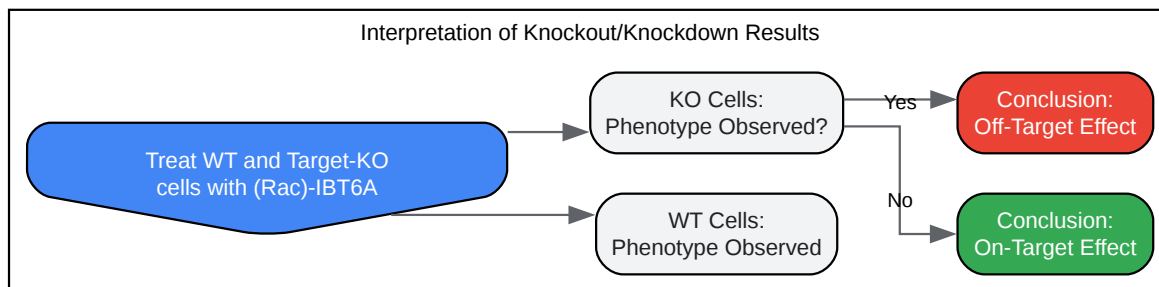 Interpretation of Knockout/Knockdown Results
Treat WT and Target-KO
cells with (Rac)-IBT6A
KO Cells:
Phenotype Observed?
Yes
No
Conclusion:
Off-Target Effect
WT Cells:
Phenotype Observed
Conclusion:
On-Target Effect